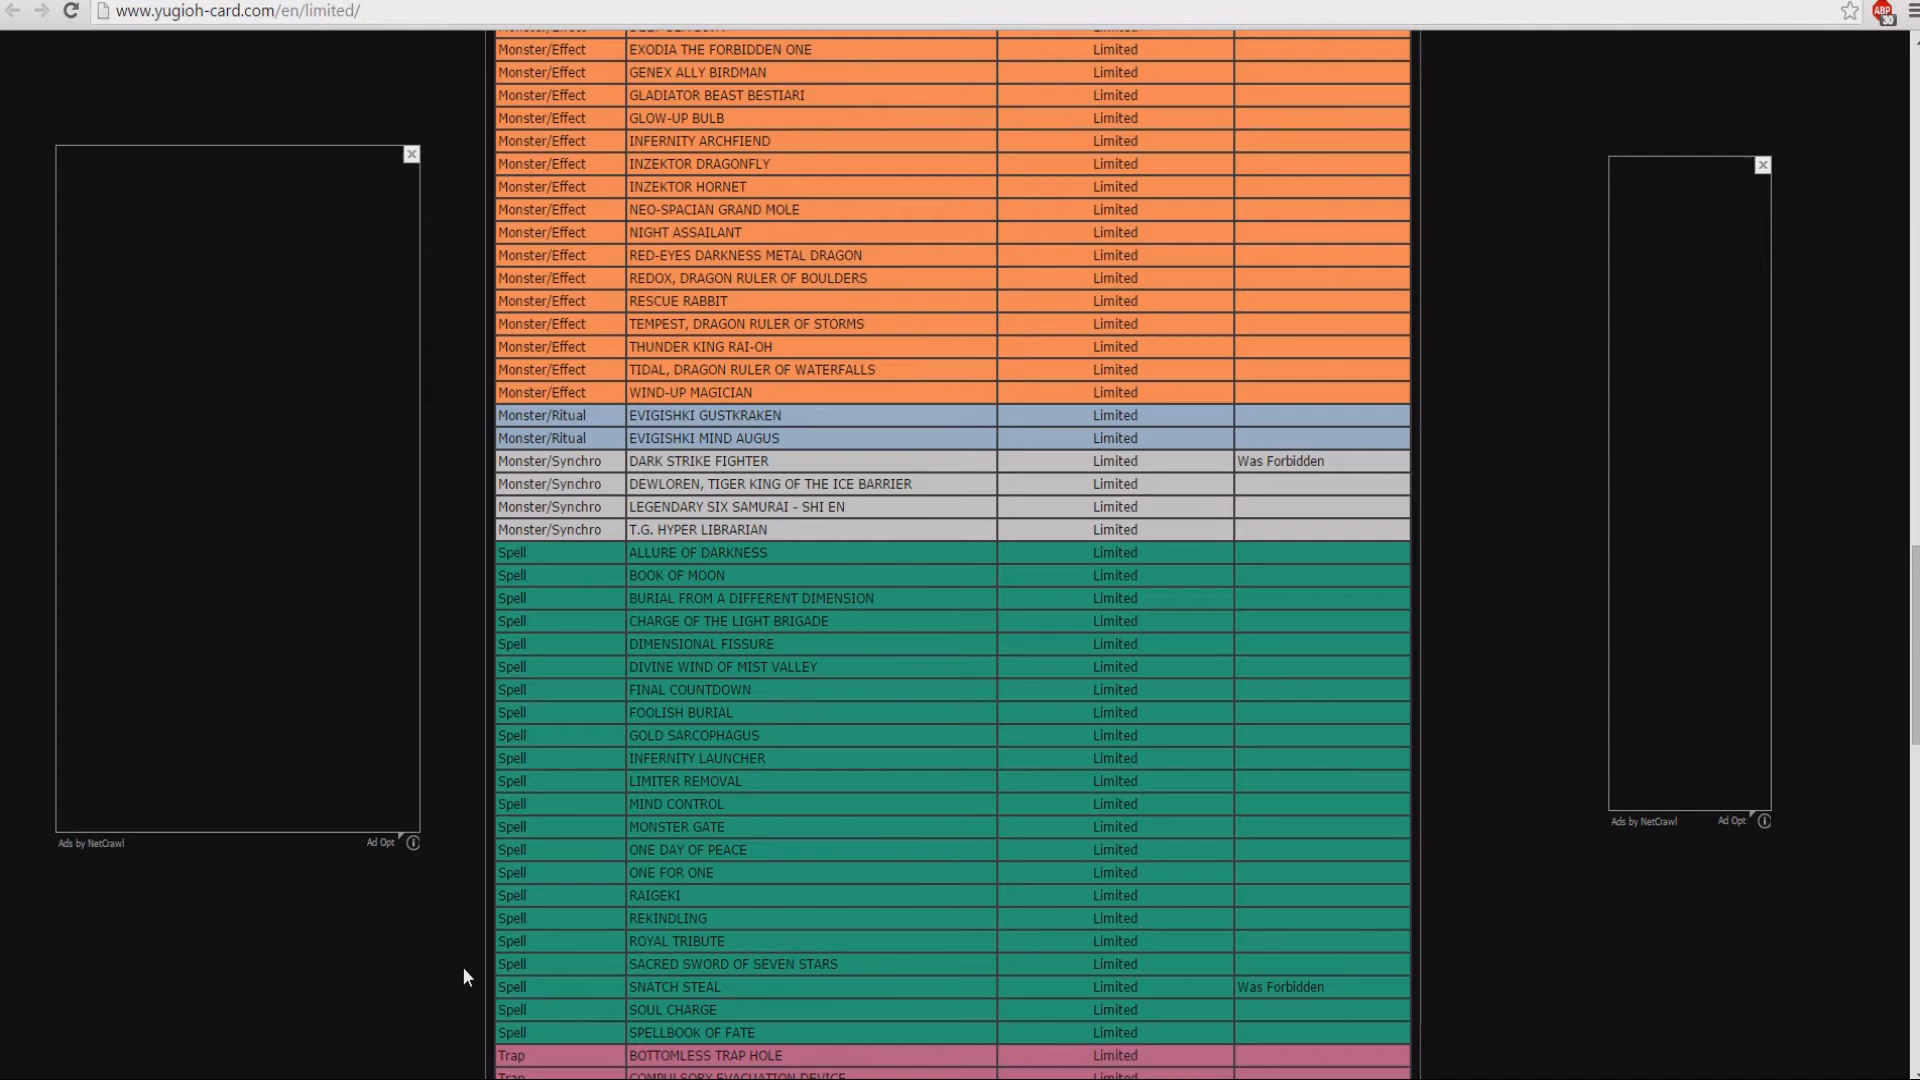 www.yugioh-card.com/en/limited/
ABP
30
Monster/Effect EXODIA THE FORBIDDEN ONE Limited
Monster/Effect GENEX ALLY BIRDMAN Limited
Monster/Effect GLADIATOR BEAST BESTIARI Limited
Monster/Effect GLOW-UP BULB Limited
Monster/Effect INFERNITY ARCHFIEND Limited
Monster/Effect INZEKTOR DRAGONFLY Limited
Monster/Effect INZEKTOR HORNET Limited
Monster/Effect NEO-SPACIAN GRAND MOLE Limited
Monster/Effect NIGHT ASSAILANT Limited
Monster/Effect RED-EYES DARKNESS METAL DRAGON Limited
Monster/Effect REDOX, DRAGON RULER OF BOULDERS Limited
Monster/Effect RESCUE RABBIT Limited
Monster/Effect TEMPEST, DRAGON RULER OF STORMS Limited
Monster/Effect THUNDER KING RAI-OH Limited
Monster/Effect TIDAL, DRAGON RULER OF WATERFALLS Limited
Monster/Effect WIND-UP MAGICIAN Limited
Monster/Ritual EVIGISHKI GUSTKRAKEN Limited
Monster/Ritual EVIGISHKI MIND AUGUS Limited
Monster/Synchro DARK STRIKE FIGHTER Limited Was Forbidden
Monster/Synchro DEWLOREN, TIGER KING OF THE ICE BARRIER Limited
Monster/Synchro LEGENDARY SIX SAMURAI - SHI EN Limited
Monster/Synchro T.G. HYPER LIBRARIAN Limited
Spell ALLURE OF DARKNESS Limited
Spell BOOK OF MOON Limited
Spell BURIAL FROM A DIFFERENT DIMENSION Limited
Spell CHARGE OF THE LIGHT BRIGADE Limited
Spell DIMENSIONAL FISSURE Limited
Spell DIVINE WIND OF MIST VALLEY Limited
Spell FINAL COUNTDOWN Limited
Spell FOOLISH BURIAL Limited
Spell GOLD SARCOPHAGUS Limited
Spell INFERNITY LAUNCHER Limited
Spell LIMITER REMOVAL Limited
Spell MIND CONTROL Limited
Spell MONSTER GATE Limited
Spell ONE DAY OF PEACE Limited
Spell ONE FOR ONE Limited
Spell RAIGEKI Limited
Spell REKINDLING Limited
Spell ROYAL TRIBUTE Limited
Spell SACRED SWORD OF SEVEN STARS Limited
Spell SNATCH STEAL Limited Was Forbidden
Spell SOUL CHARGE Limited
Spell SPELLBOOK OF FATE Limited
Trap BOTTOMLESS TRAP HOLE Limited
Trap COMPULSORY EVACUATION DEVICE Limited
Ads by NetCrawl Ad Opt
Ads by NetCrawl Ad Opt